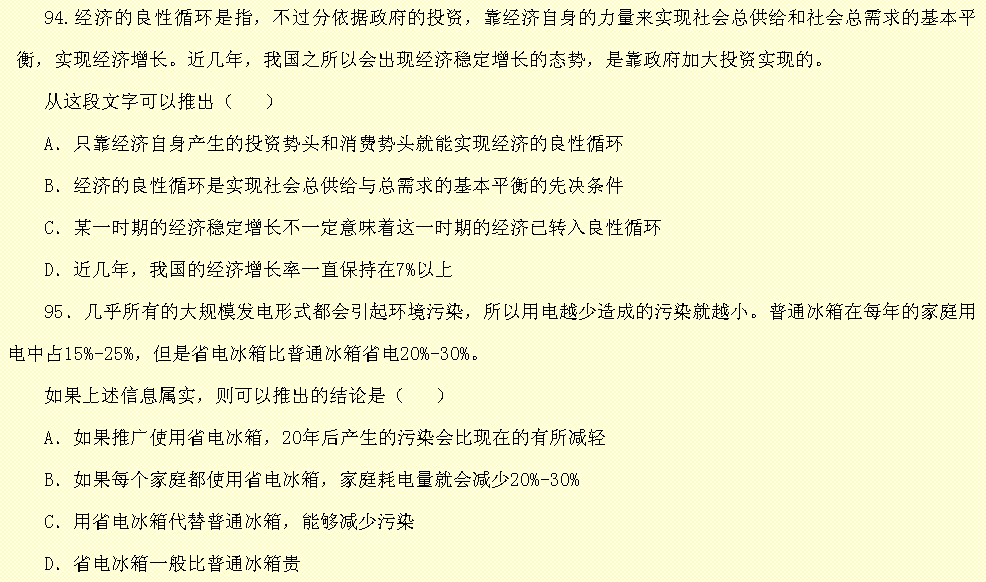 94.经济的良性循环是指，不过分依据政府的投资，靠经济自身的力量来实现社会总供给和社会总需求的基本平
衡，实现经济增长。近几年，我国之所以会出现经济稳定增长的态势，是靠政府加大投资实现的。
从这段文字可以推出（  ）
A．只靠经济自身产生的投资势头和消费势头就能实现经济的良性循环
B．经济的良性循环是实现社会总供给与总需求的基本平衡的先决条件
C．某一时期的经济稳定增长不一定意味着这一时期的经济已转入良性循环
D．近几年，我国的经济增长率一直保持在7%以上
95．几乎所有的大规模发电形式都会引起环境污染，所以用电越少造成的污染就越小。普通冰箱在每年的家庭用
电中占15%-25%，但是省电冰箱比普通冰箱省电20%-30%。
如果上述信息属实，则可以推出的结论是（  ）
A．如果推广使用省电冰箱，20年后产生的污染会比现在的有所减轻
B．如果每个家庭都使用省电冰箱，家庭耗电量就会减少20%-30%
C．用省电冰箱代替普通冰箱，能够减少污染
D．省电冰箱一般比普通冰箱贵